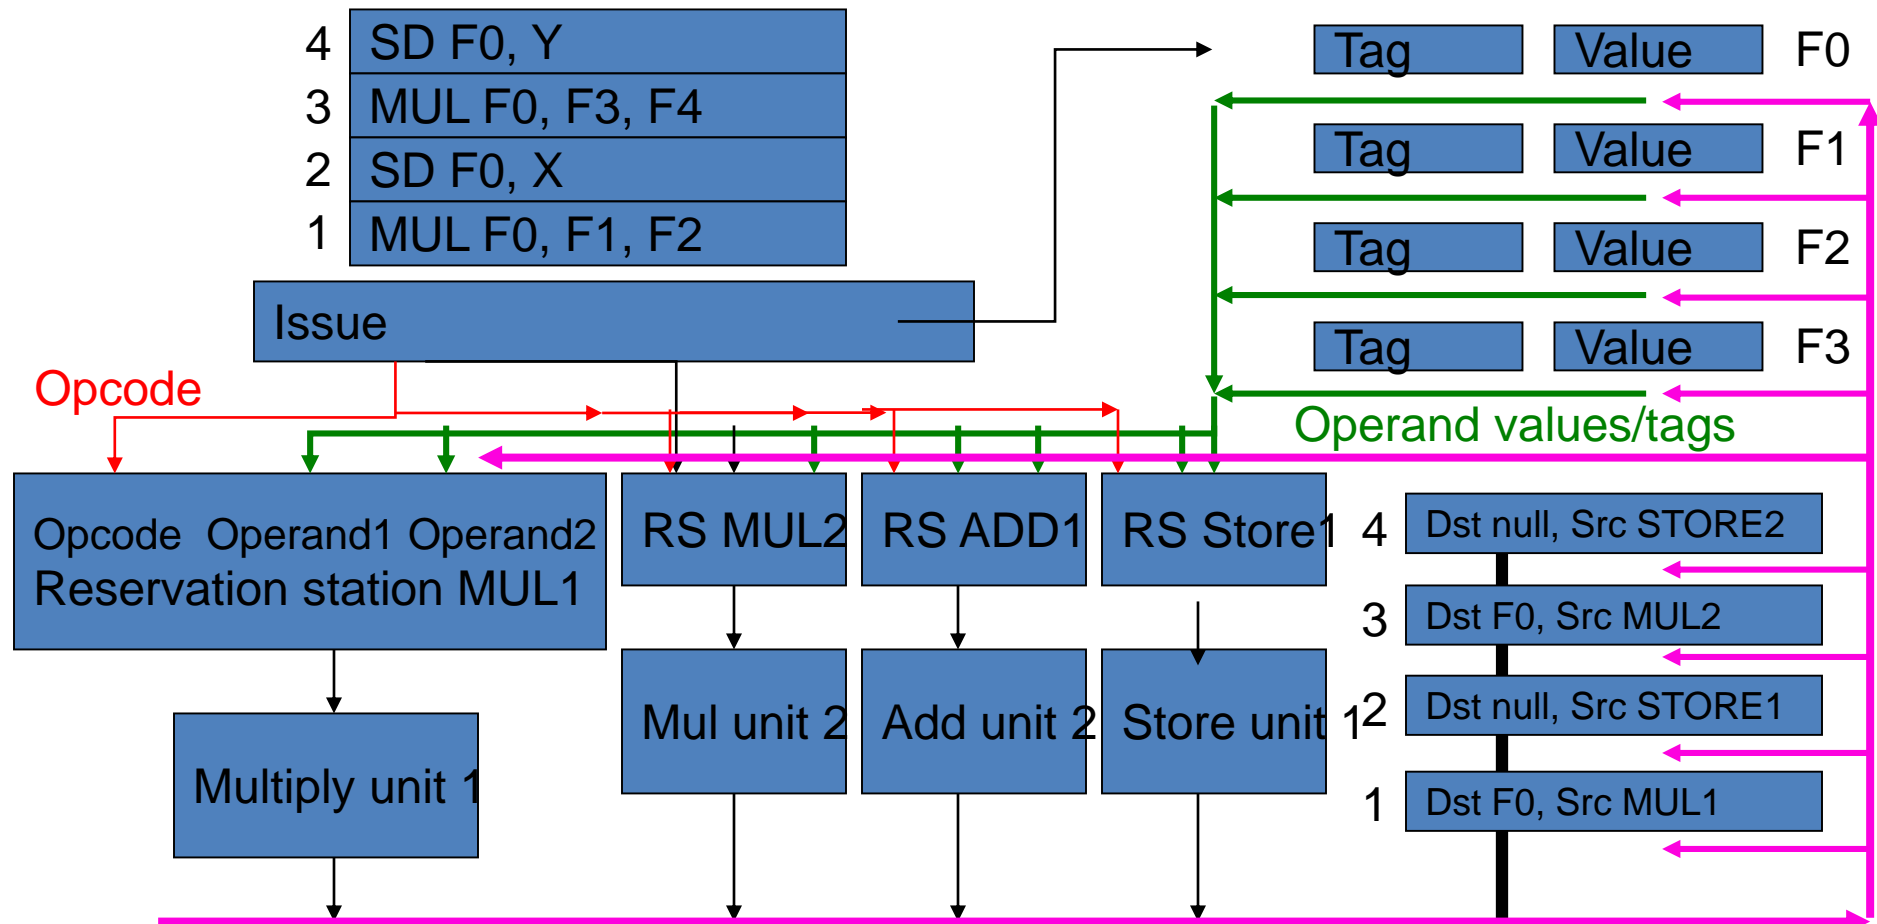 4 SD F0, Y
3 MUL F0, F3, F4
2 SD F0, X
1 MUL F0, F1, F2
Issue
Tag Value F0
Tag Value F1
Tag Value F2
Tag Value F3
Opcode
Operand values/tags
Opcode Operand1 Operand2
Reservation station MUL1
RS MUL2
RS ADD1
RS Store1
4 Dst null, Src STORE2
3 Dst F0, Src MUL2
2 Dst null, Src STORE1
1 Dst F0, Src MUL1
Multiply unit 1
Mul unit 2
Add unit 2
Store unit 1